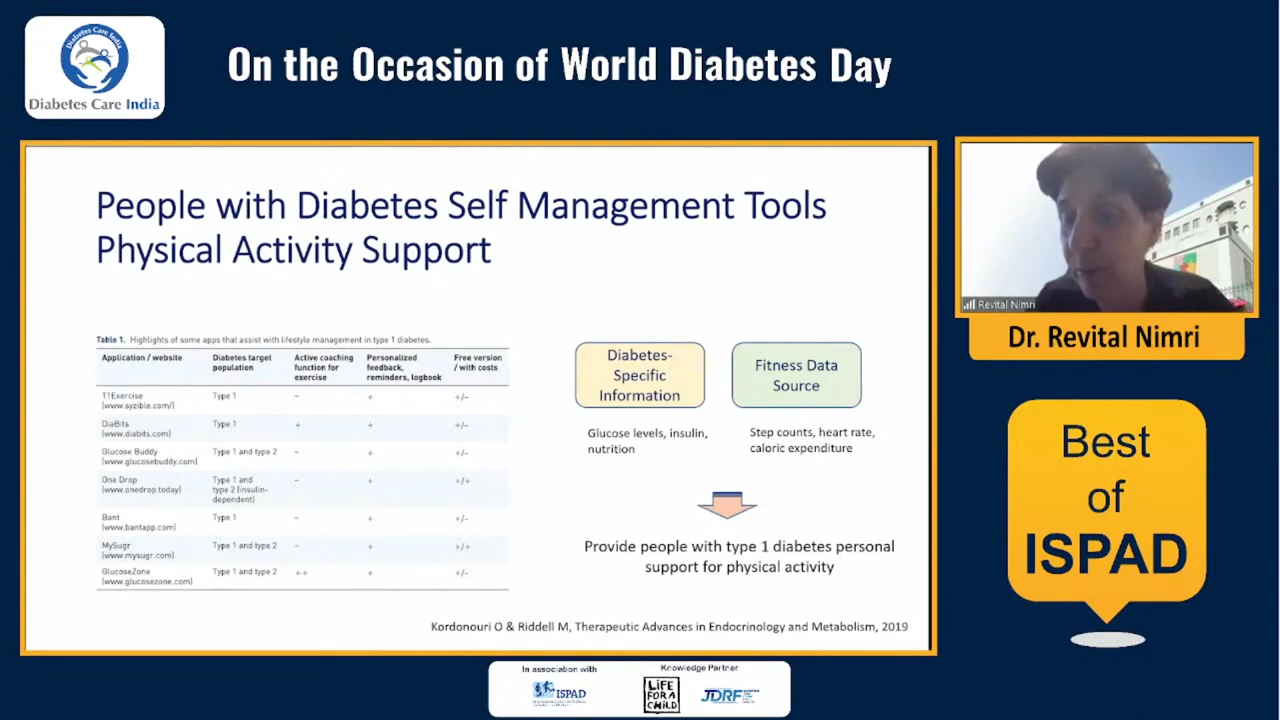 Diabetes Care India
Diabetes Care India
On the Occasion of World Diabetes Day
People with Diabetes Self Management Tools
Physical Activity Support
Table 1. Highlights of some apps that assist with lifestyle management in type 1 diabetes.
Application / website Diabetes target population Active coaching function for exercise Personalized feedback, reminders, logbook Free version / with costs
T1Exercise (www.syzible.com/) Type 1 - + +/-
DiaBits (www.diabits.com) Type 1 + + +/-
Glucose Buddy (www.glucosebuddy.com) Type 1 and type 2 - + +/-
One Drop (www.onedrop.today) Type 1 and type 2 (insulin-dependent) - + +/+
Bant (www.bantapp.com) Type 1 - + +/-
MySugr (www.mysugr.com) Type 1 and type 2 - + +/+
GlucoseZone (www.glucosezone.com) Type 1 and type 2 ++ + +/-
Diabetes-
Specific
Information
Fitness Data
Source
Glucose levels, insulin,
nutrition
Step counts, heart rate,
caloric expenditure
Provide people with type 1 diabetes personal
support for physical activity
Kordonouri O & Riddell M, Therapeutic Advances in Endocrinology and Metabolism, 2019
Revital Nimri
Dr. Revital Nimri
Best
of
ISPAD
In association with
ISPAD
Knowledge Partner
LiFE
FOR A
CHiLD
JDRF